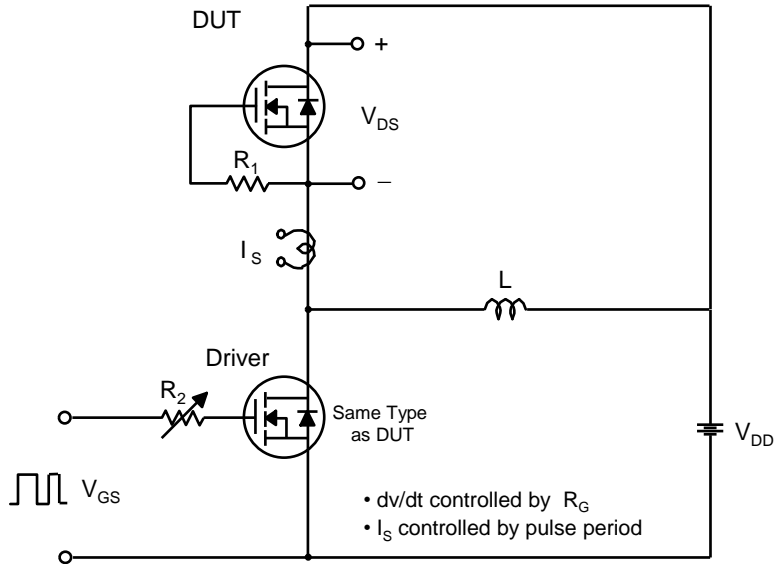 DUT
+
V_DS
R_1
–
I_S
L
Driver
R_2
Same Type
as DUT
V_DD
V_GS
• dv/dt controlled by R_G
• I_S controlled by pulse period